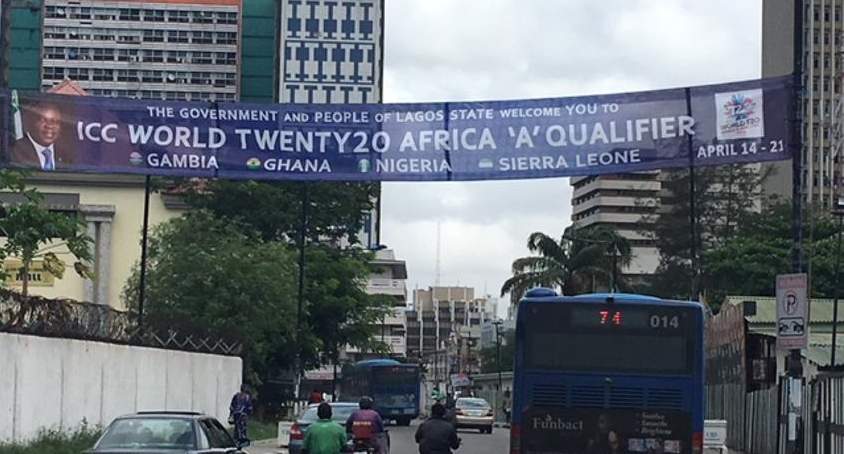 THE GOVERNMENT AND PEOPLE OF LAGOS STATE WELCOME YOU TO
ICC WORLD TWENTY20 AFRICA 'A' QUALIFIER
GAMBIA GHANA NIGERIA SIERRA LEONE
APRIL 14 - 21
74 014
Funbact